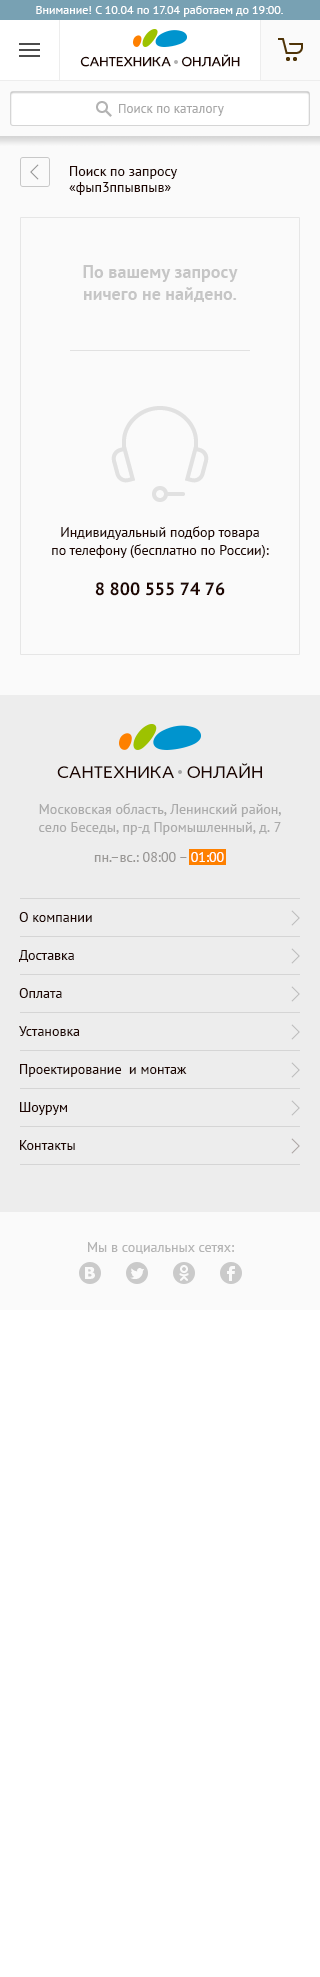 Внимание! С 10.04 по 17.04 работаем до 19:00.
САНТЕХНИКА • ОНЛАЙН
Поиск по каталогу
Поиск по запросу
«фып3ппывпыв»
По вашему запросу
ничего не найдено.
Индивидуальный подбор товара
по телефону (бесплатно по России):
8 800 555 74 76
САНТЕХНИКА • ОНЛАЙН
Московская область, Ленинский район,
село Беседы, пр-д Промышленный, д. 7
пн.–вс.: 08:00 – 01:00
О компании
Доставка
Оплата
Установка
Проектирование  и монтаж
Шоурум
Контакты
Мы в социальных сетях: